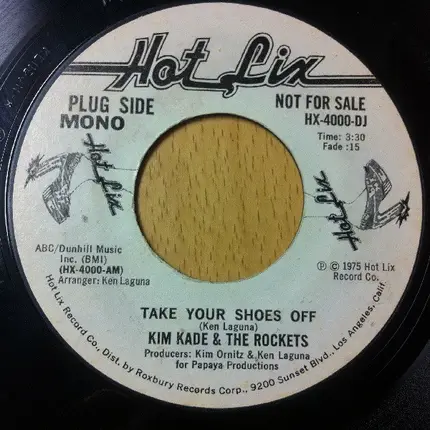 Hot Lix
PLUG SIDE
MONO
NOT FOR SALE
HX-4000-DJ
Time: 3:30
Fade :15
Hot Lix
Hot Lix
ABC/Dunhill Music
Inc. (BMI)
(HX-4000-AM)
Arranger: Ken Laguna
Ⓟ © 1975 Hot Lix
Record Co.
TAKE YOUR SHOES OFF
(Ken Laguna)
KIM KADE & THE ROCKETS
Producers: Kim Ornitz & Ken Laguna
for Papaya Productions
Hot Lix Record Co., Dist. by Roxbury Records Corp., 9200 Sunset Blvd., Los Angeles, Calif.